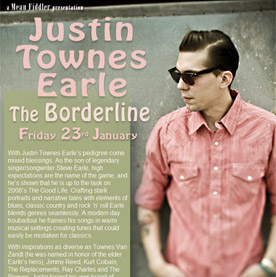 a Mean Fiddler presentation
Justin
Townes
Earle
The Borderline
Friday 23rd January
With Justin Townes Earle's pedigree come
mixed blessings. As the son of legendary
singer/songwriter Steve Earle, high
expectations are the name of the game, and
he's shown that he is up to the task on
2008's The Good Life. Crafting stark
portraits and narrative tales with elements of
blues, classic country and rock 'n' roll Earle
blends genres seamlessly. A modern day
troubadour he frames his songs in warm
musical settings creating tunes that could
easily be mistaken for classics.
With inspirations as diverse as Townes Van
Zandt (he was named in honor of the elder
Earle's hero), Jimmy Reed, Kurt Cobain,
The Replacements, Ray Charles and The